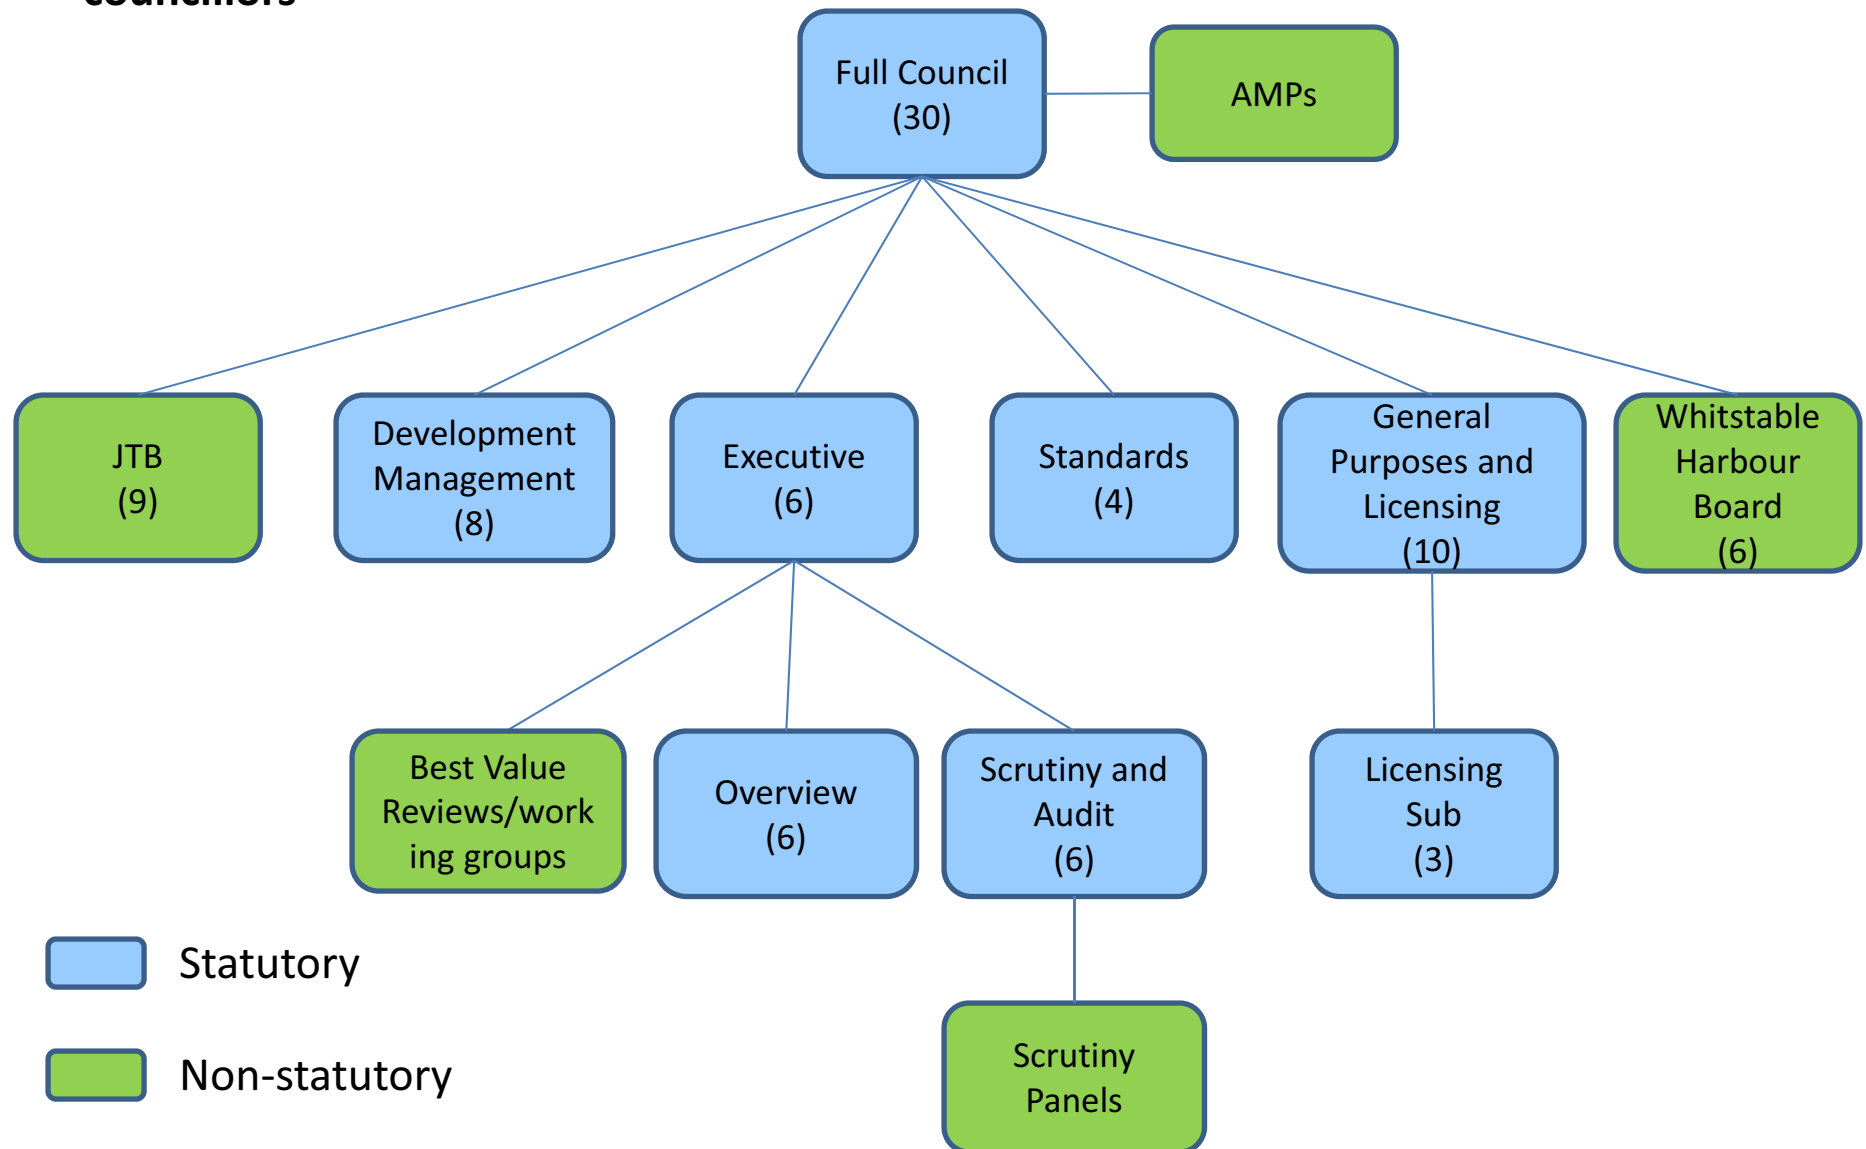 councillors
Full Council
(30)
AMPs
JTB
(9)
Development
Management
(8)
Executive
(6)
Standards
(4)
General
Purposes and
Licensing
(10)
Whitstable
Harbour
Board
(6)
Best Value
Reviews/work
ing groups
Overview
(6)
Scrutiny and
Audit
(6)
Licensing
Sub
(3)
Statutory
Non-statutory
Scrutiny
Panels